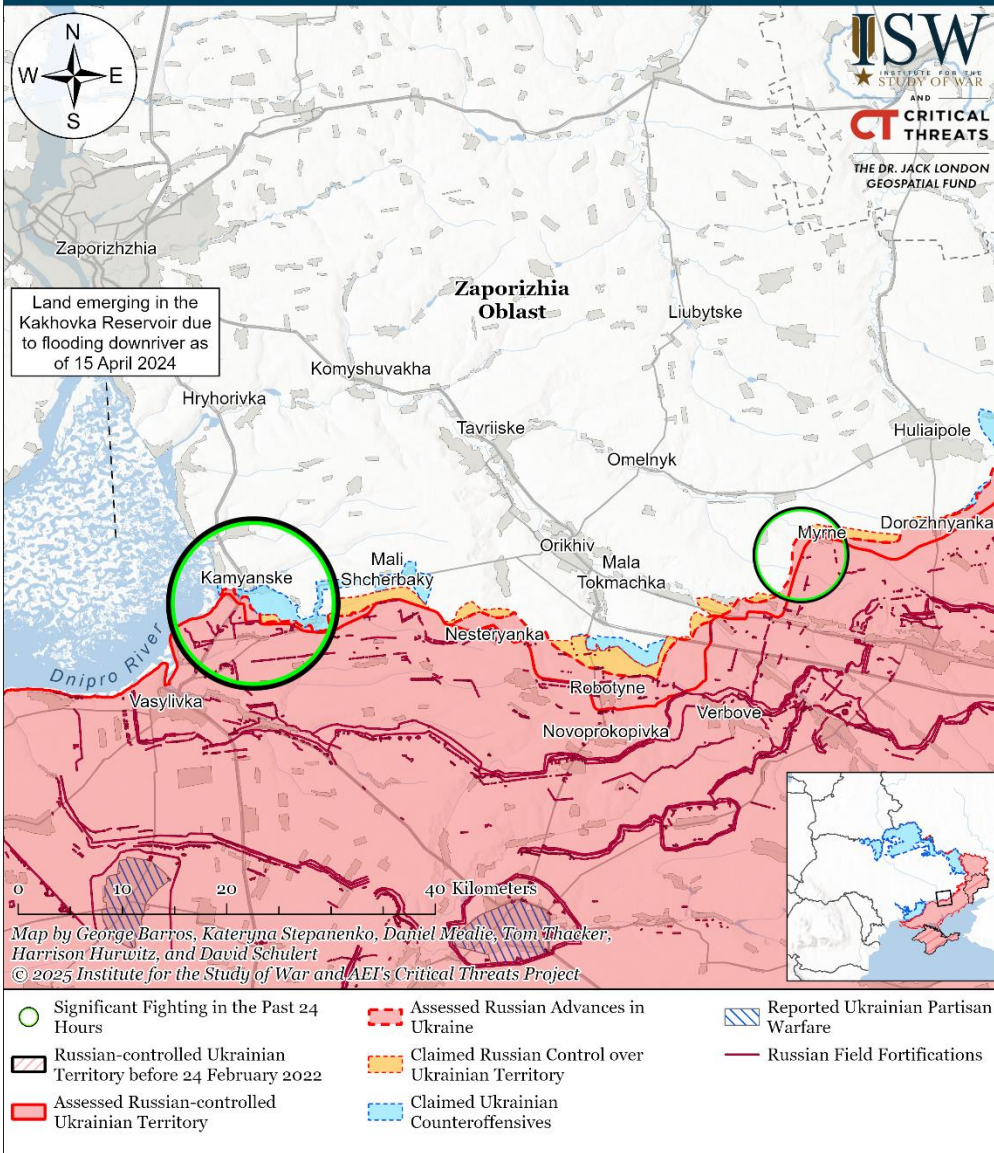 N
W E
S
ISW
INSTITUTE FOR THE
STUDY OF WAR
AND
CT CRITICAL
THREATS
THE DR. JACK LONDON
GEOSPATIAL FUND
Zaporizhzhia
Land emerging in the
Kakhovka Reservoir due
to flooding downriver as
of 15 April 2024
Zaporizhia
Oblast
Liubytske
Komyshuvakha
Hryhorivka
Tavriiske
Huliaipole
Omelnyk
Dorozhnyanka
Myrne
Orikhiv
Mali
Shcherbaky
Kamyanske
Mala
Tokmachka
Nesteryanka
Dnipro River
Robotyne
Vasylivka
Verbove
Novoprokopivka
0 10 20 40 Kilometers
Map by George Barros, Kateryna Stepanenko, Daniel Mealie, Tom Thacker,
Harrison Hurwitz, and David Schulert
© 2025 Institute for the Study of War and AEI's Critical Threats Project
Significant Fighting in the Past 24
Hours
Russian-controlled Ukrainian
Territory before 24 February 2022
Assessed Russian-controlled
Ukrainian Territory
Assessed Russian Advances in
Ukraine
Claimed Russian Control over
Ukrainian Territory
Claimed Ukrainian
Counteroffensives
Reported Ukrainian Partisan
Warfare
Russian Field Fortifications